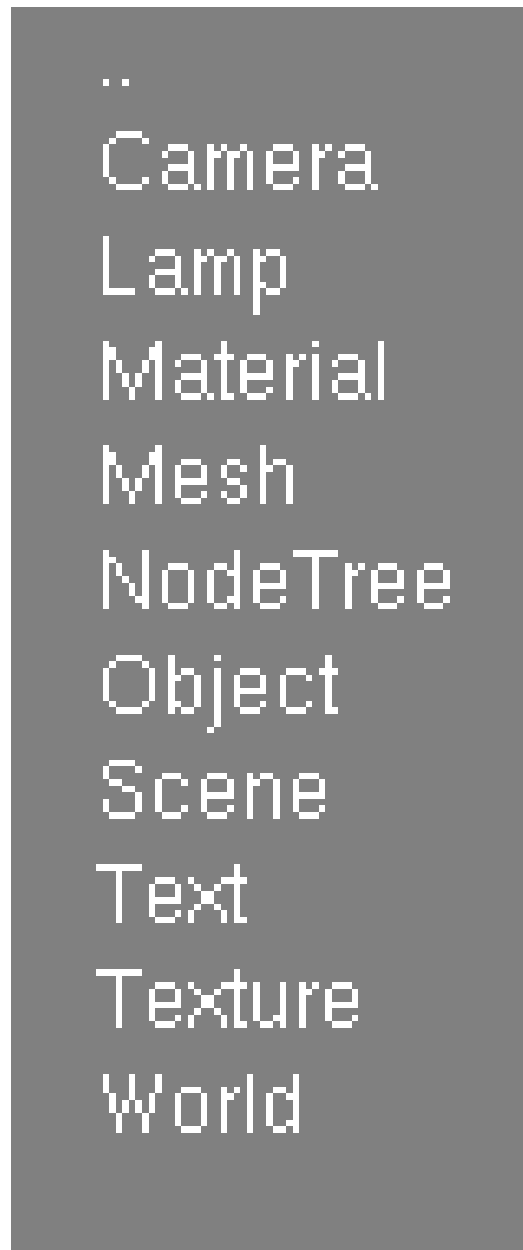 ..
Camera
Lamp
Material
Mesh
NodeTree
Object
Scene
Text
Texture
World